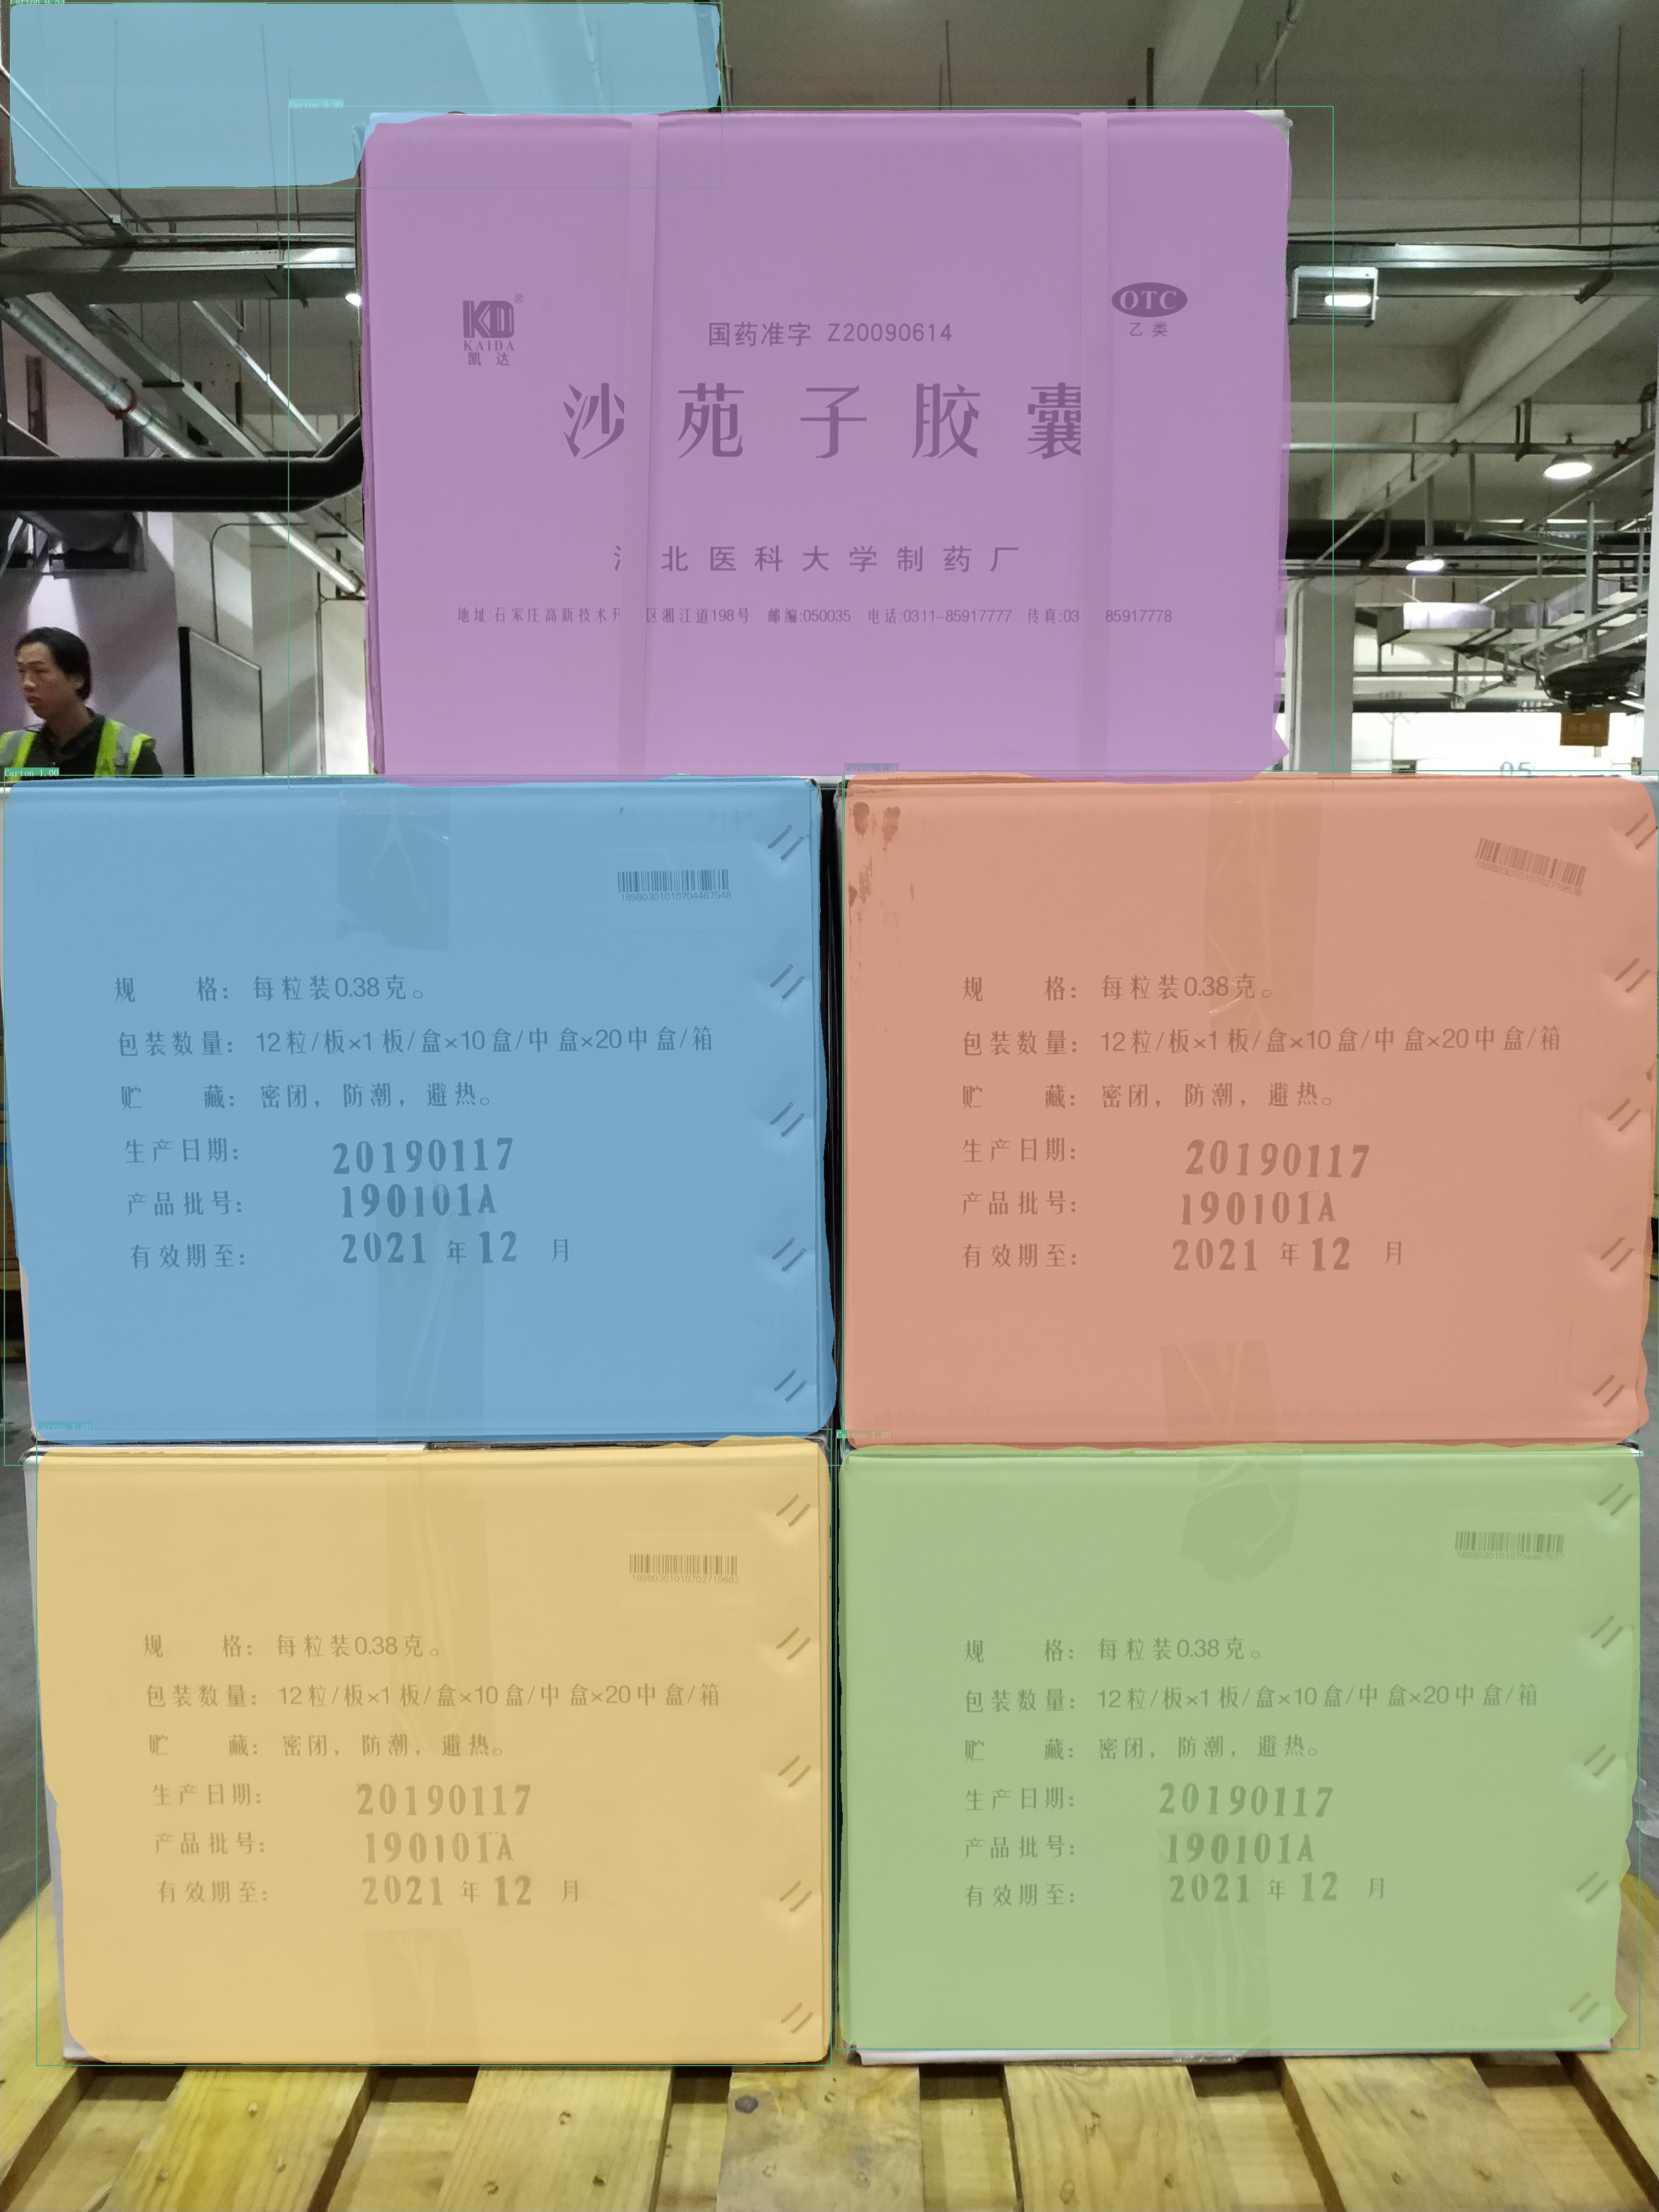 Carton 0.99
KD®
KAIDA
凯达
OTC
乙类
国药准字 Z20090614
沙苑子胶囊
北医科大学制药厂
地址:石家庄高新技术开 区湘江道198号 邮编:050035 电话:0311-85917777 传真:03 85917778
05
Carton 1.00
Carton 1.00
18980301010704467548
规 格: 每粒装0.38克。
包装数量: 12粒/板×1板/盒×10盒/中盒×20中盒/箱
贮 藏: 密闭, 防潮, 避热。
生产日期: 20190117
产品批号: 190101A
有效期至: 2021 年 12 月
规 格: 每粒装0.38克。
包装数量: 12粒/板×1板/盒×10盒/中盒×20中盒/箱
贮 藏: 密闭, 防潮, 避热。
生产日期: 20190117
产品批号: 190101A
有效期至: 2021 年 12 月
Carton 1.00
Carton 1.00
18980301010702719682
规 格: 每粒装0.38克。
包装数量: 12粒/板×1板/盒×10盒/中盒×20中盒/箱
贮 藏: 密闭, 防潮, 避热。
生产日期: 20190117
产品批号: 190101A
有效期至: 2021 年 12 月
规 格: 每粒装0.38克。
包装数量: 12粒/板×1板/盒×10盒/中盒×20中盒/箱
贮 藏: 密闭, 防潮, 避热。
生产日期: 20190117
产品批号: 190101A
有效期至: 2021 年 12 月